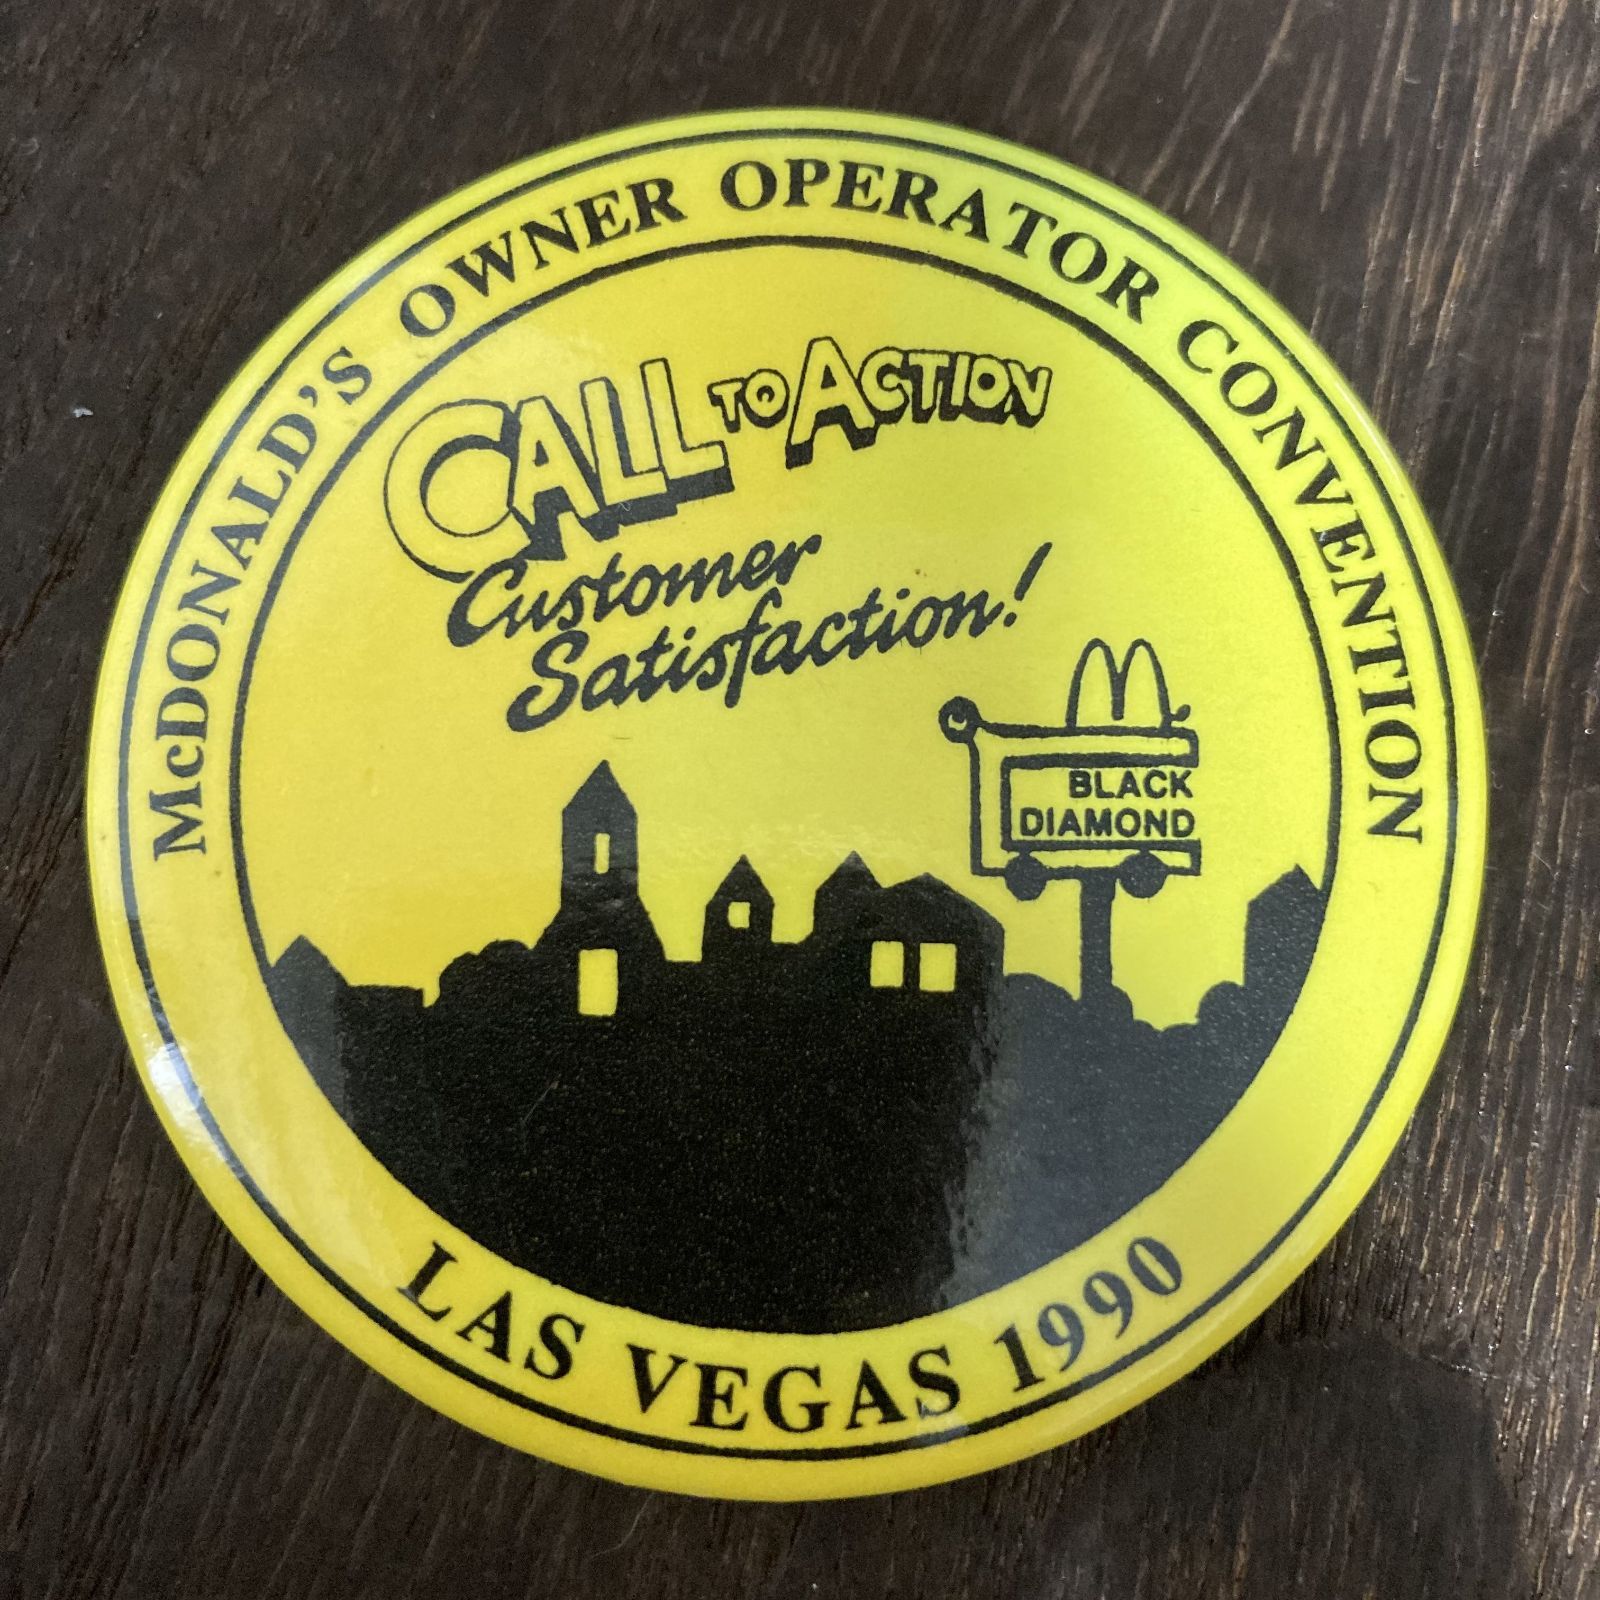 McDONALD'S OWNER OPERATOR CONVENTION
CALL TO ACTION
Customer
Satisfaction!
M
BLACK
DIAMOND
LAS VEGAS 1990